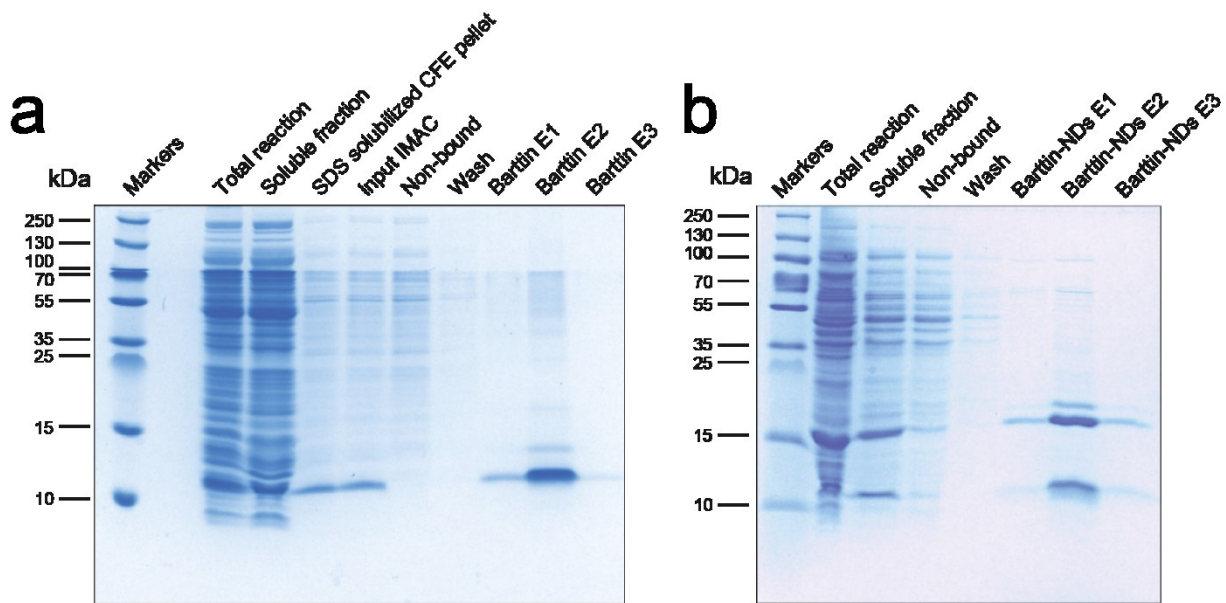 a
kDa
Markers
Total reaction
Soluble fraction
SDS solubilized CFE pellet
Input IMAC
Non-bound
Wash
Barttin E1
Barttin E2
Barttin E3
250
130
100
70
55
35
25
15
10
b
kDa
Markers
Total reaction
Soluble fraction
Non-bound
Wash
Barttin-NDs E1
Barttin-NDs E2
Barttin-NDs E3
250
130
100
70
55
35
25
15
10